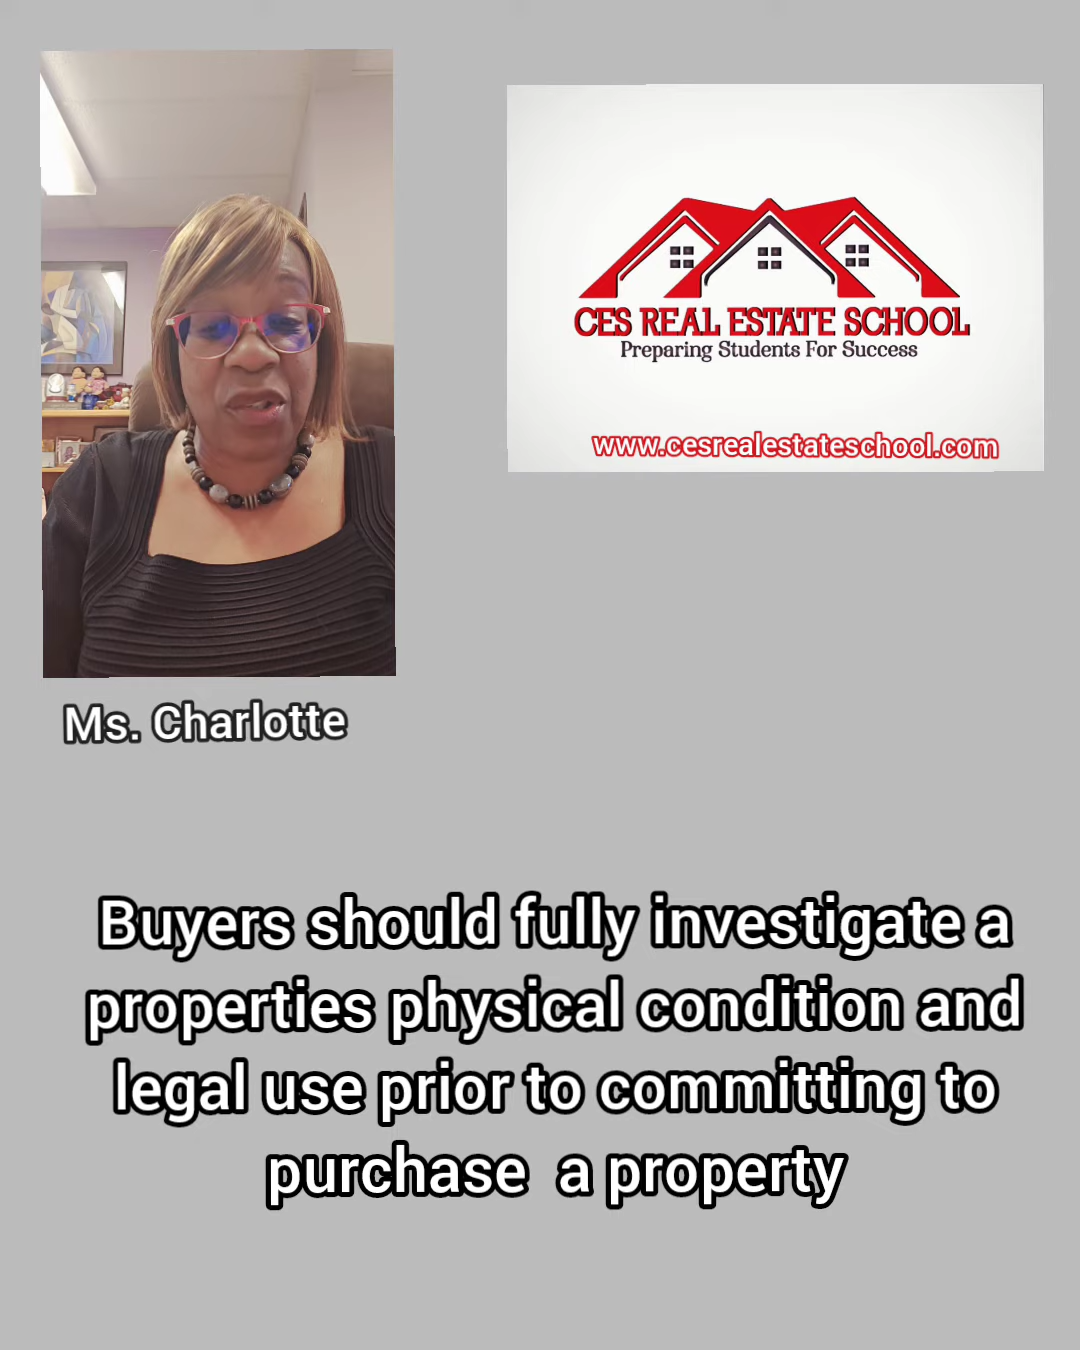 CES REAL ESTATE SCHOOL
Preparing Students For Success
www.cesrealestateschool.com
Ms. Charlotte
Buyers should fully investigate a
properties physical condition and
legal use prior to committing to
purchase a property